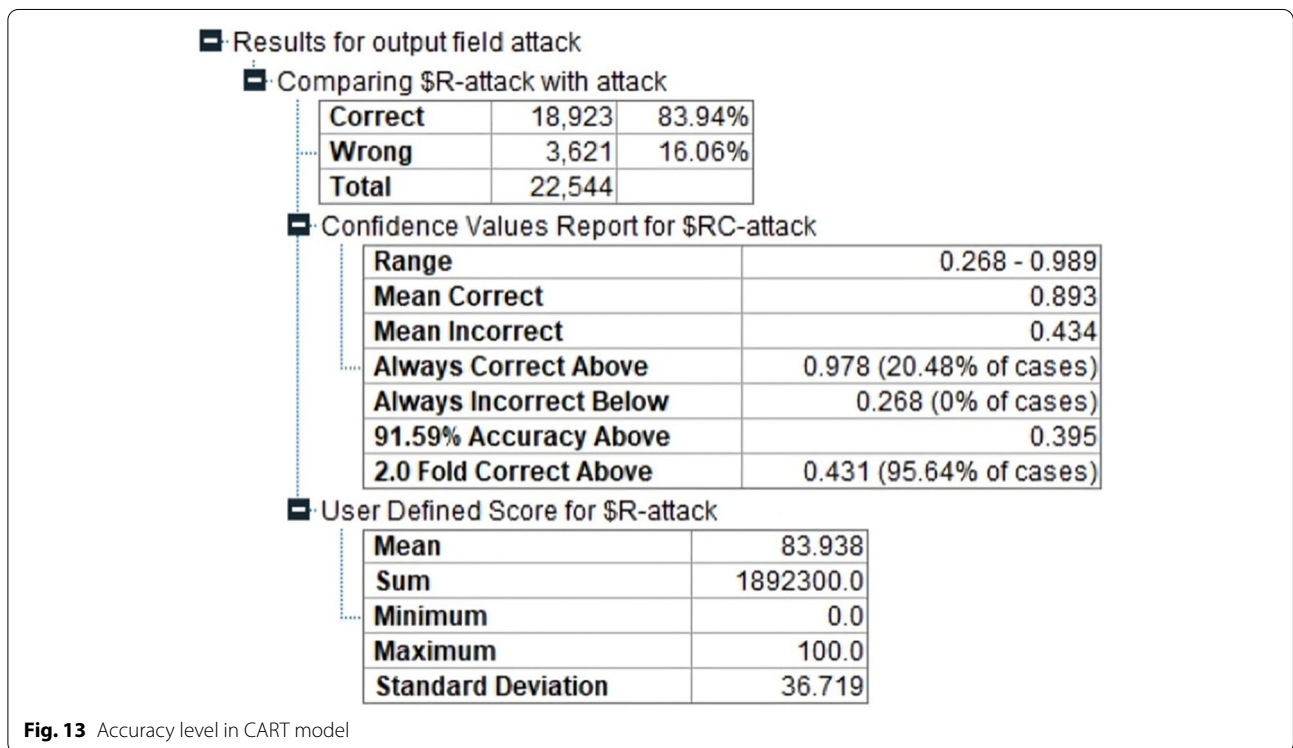 Results for output field attack
Comparing $R-attack with attack
Correct 18,923 83.94%
Wrong 3,621 16.06%
Total 22,544
Confidence Values Report for $RC-attack
Range 0.268 - 0.989
Mean Correct 0.893
Mean Incorrect 0.434
Always Correct Above 0.978 (20.48% of cases)
Always Incorrect Below 0.268 (0% of cases)
91.59% Accuracy Above 0.395
2.0 Fold Correct Above 0.431 (95.64% of cases)
User Defined Score for $R-attack
Mean 83.938
Sum 1892300.0
Minimum 0.0
Maximum 100.0
Standard Deviation 36.719
Fig. 13 Accuracy level in CART model